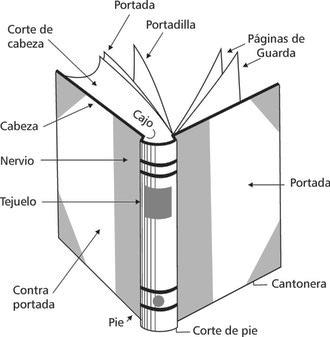 Portada
Portadilla
Corte de
cabeza
Páginas de
Guarda
Cajo
Cabeza
Nervio
Portada
Tejuelo
Contra
portada
Cantonera
Pie
Corte de pie